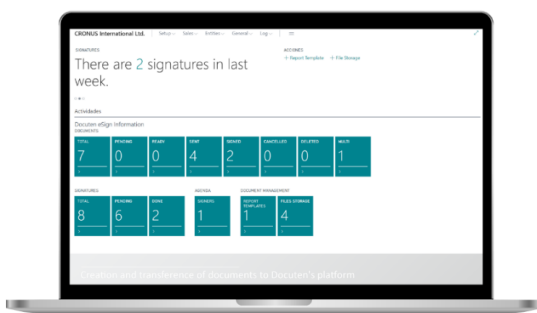 CRONUS International Ltd. Setup Sales Entities General Log
SIGNATURES
There are 2 signatures in last
week.
ACCIONES
+ Report Template + File Storage
Actividades
Docuten eSign Information
DOCUMENTS
TOTAL PENDING READY SENT SIGNED CANCELLED DELETED MULTI
7 0 0 4 2 0 0 1
SIGNATURES AGENDA DOCUMENT MANAGEMENT
TOTAL PENDING DONE SIGNERS REPORT TEMPLATES FILES STORAGE
8 6 2 1 1 4
Creation and transference of documents to Docuten's platform